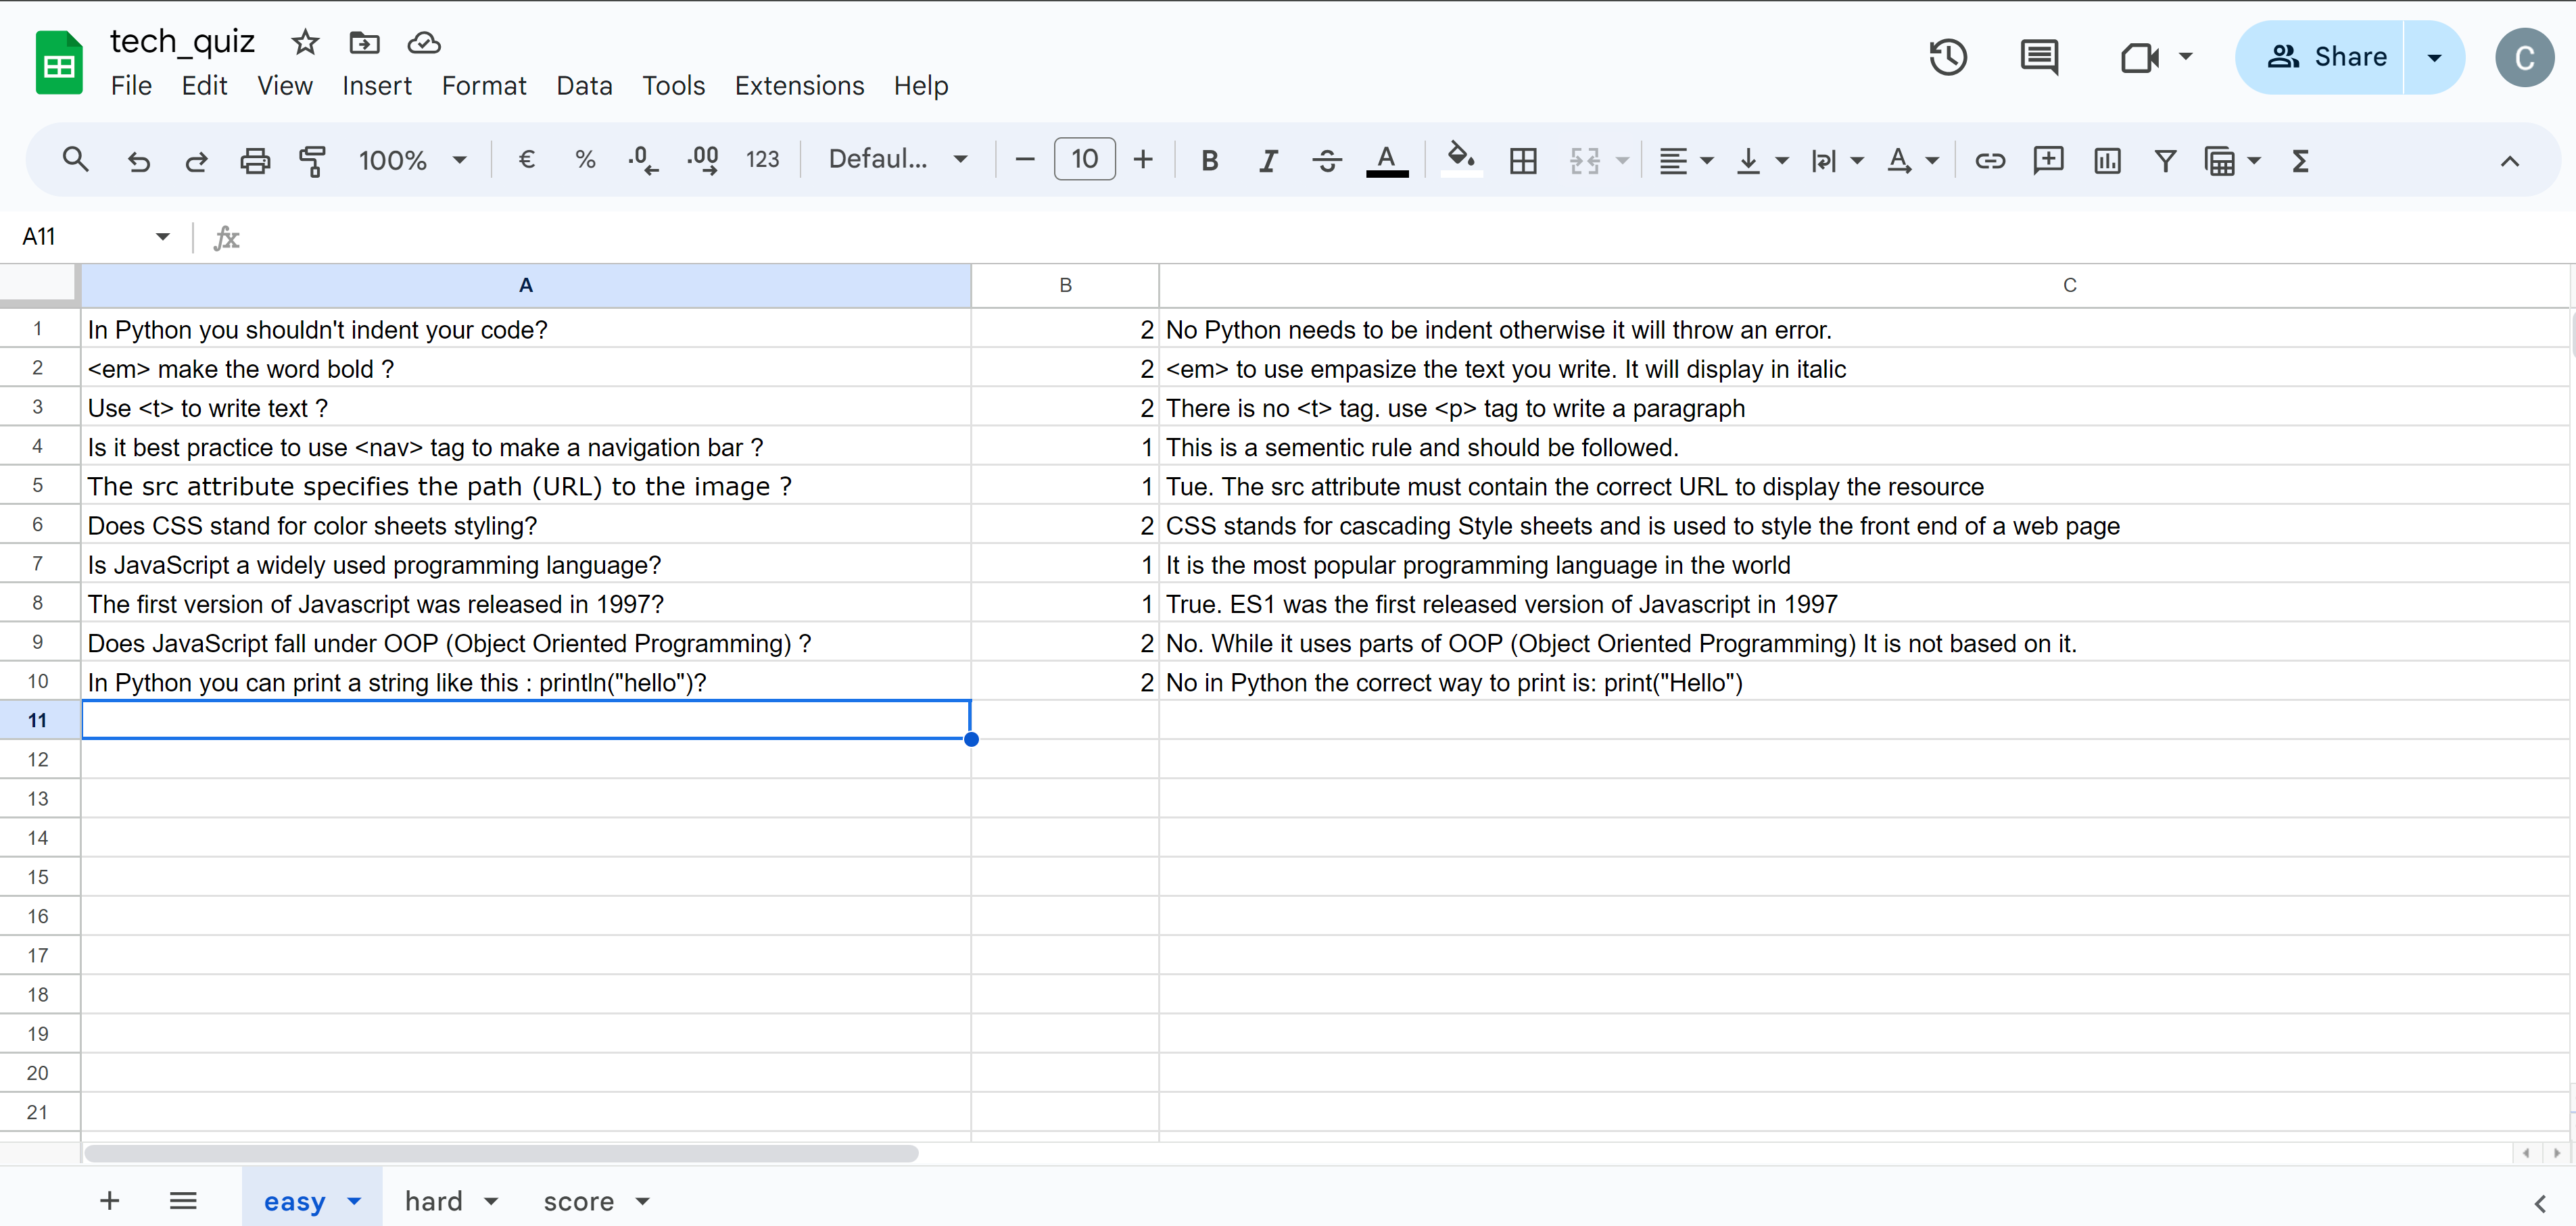 tech_quiz
File Edit View Insert Format Data Tools Extensions Help
Share
C
100% € % .0 .00 123 Defaul... 10 B I S A A Σ
A11 fx
A B C
1 In Python you shouldn't indent your code? 2 No Python needs to be indent otherwise it will throw an error.
2 <em> make the word bold ? 2 <em> to use empasize the text you write. It will display in italic
3 Use <t> to write text ? 2 There is no <t> tag. use <p> tag to write a paragraph
4 Is it best practice to use <nav> tag to make a navigation bar ? 1 This is a sementic rule and should be followed.
5 The src attribute specifies the path (URL) to the image ? 1 Tue. The src attribute must contain the correct URL to display the resource
6 Does CSS stand for color sheets styling? 2 CSS stands for cascading Style sheets and is used to style the front end of a web page
7 Is JavaScript a widely used programming language? 1 It is the most popular programming language in the world
8 The first version of Javascript was released in 1997? 1 True. ES1 was the first released version of Javascript in 1997
9 Does JavaScript fall under OOP (Object Oriented Programming) ? 2 No. While it uses parts of OOP (Object Oriented Programming) It is not based on it.
10 In Python you can print a string like this : println("hello")? 2 No in Python the correct way to print is: print("Hello")
11
12
13
14
15
16
17
18
19
20
21
easy hard score